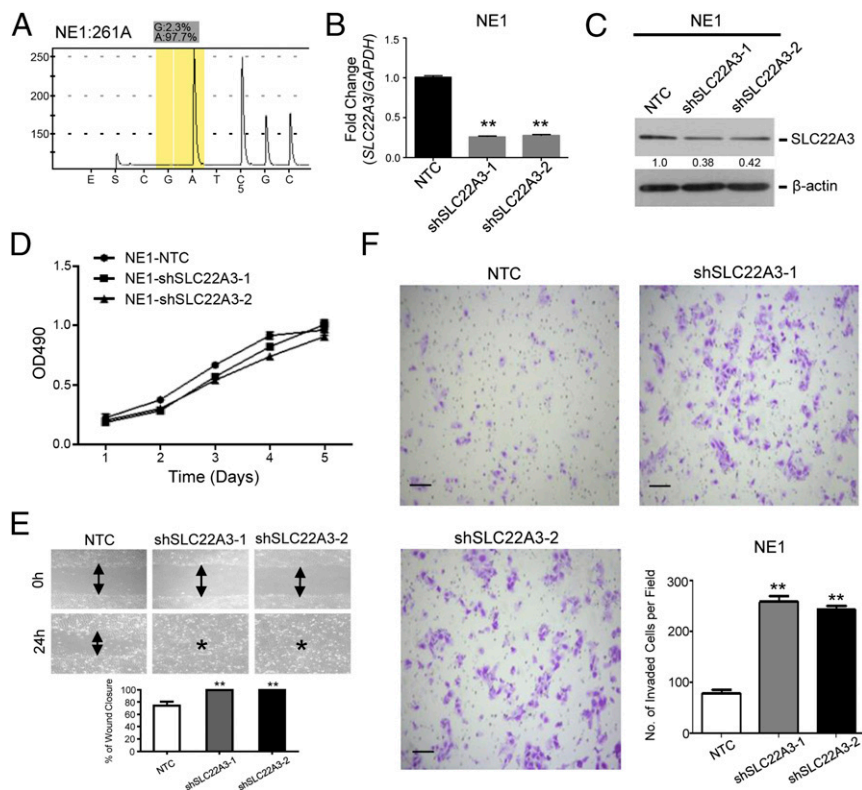 A
NE1:261A
G:2.3%
A:97.7%
250
200
150
E S C G A T C G C
5
B
NE1
Fold Change
(SLC22A3/GAPDH)
1.5
1.0
0.5
0.0
** **
NTC
shSLC22A3-1
shSLC22A3-2
C
NE1
NTC
shSLC22A3-1
shSLC22A3-2
SLC22A3
1.0 0.38 0.42
β-actin
D
NE1-NTC
NE1-shSLC22A3-1
NE1-shSLC22A3-2
OD490
1.5
1.0
0.5
0.0
1 2 3 4 5
Time (Days)
E
NTC shSLC22A3-1 shSLC22A3-2
0h
24h
* *
% of Wound Closure
100
80
60
40
20
0
** **
NTC
shSLC22A3-1
shSLC22A3-2
F
NTC
shSLC22A3-1
shSLC22A3-2
NE1
No. of Invaded Cells per Field
300
200
100
0
** **
NTC
shSLC22A3-1
shSLC22A3-2